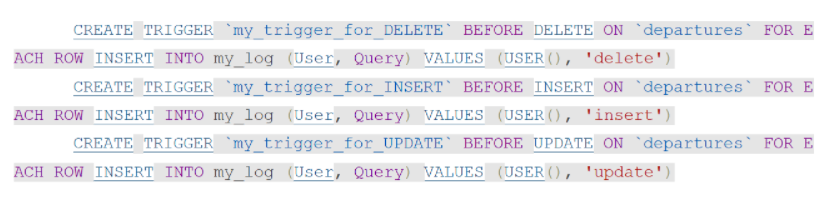 CREATE TRIGGER `my_trigger_for_DELETE` BEFORE DELETE ON `departures` FOR E
ACH ROW INSERT INTO my_log (User, Query) VALUES (USER(), 'delete')
CREATE TRIGGER `my_trigger_for_INSERT` BEFORE INSERT ON `departures` FOR E
ACH ROW INSERT INTO my_log (User, Query) VALUES (USER(), 'insert')
CREATE TRIGGER `my_trigger_for_UPDATE` BEFORE UPDATE ON `departures` FOR E
ACH ROW INSERT INTO my_log (User, Query) VALUES (USER(), 'update')